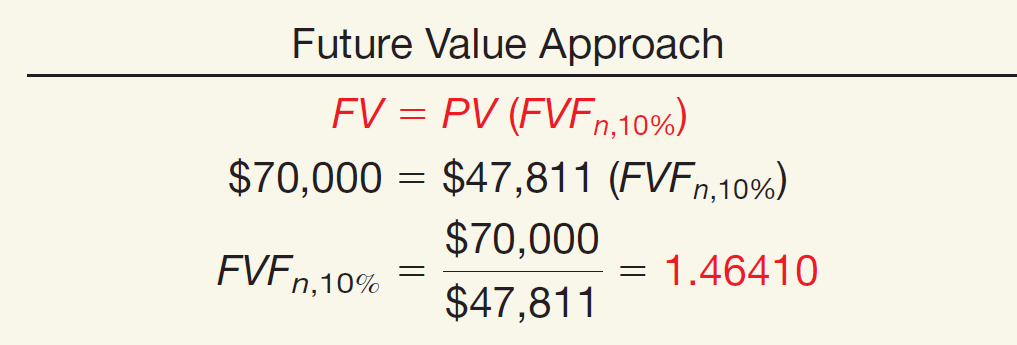 Future Value Approach
FV = PV (FVFn,10%)
$70,000 = $47,811 (FVFn,10%)
FVFn,10% = $70,000 / $47,811 = 1.46410